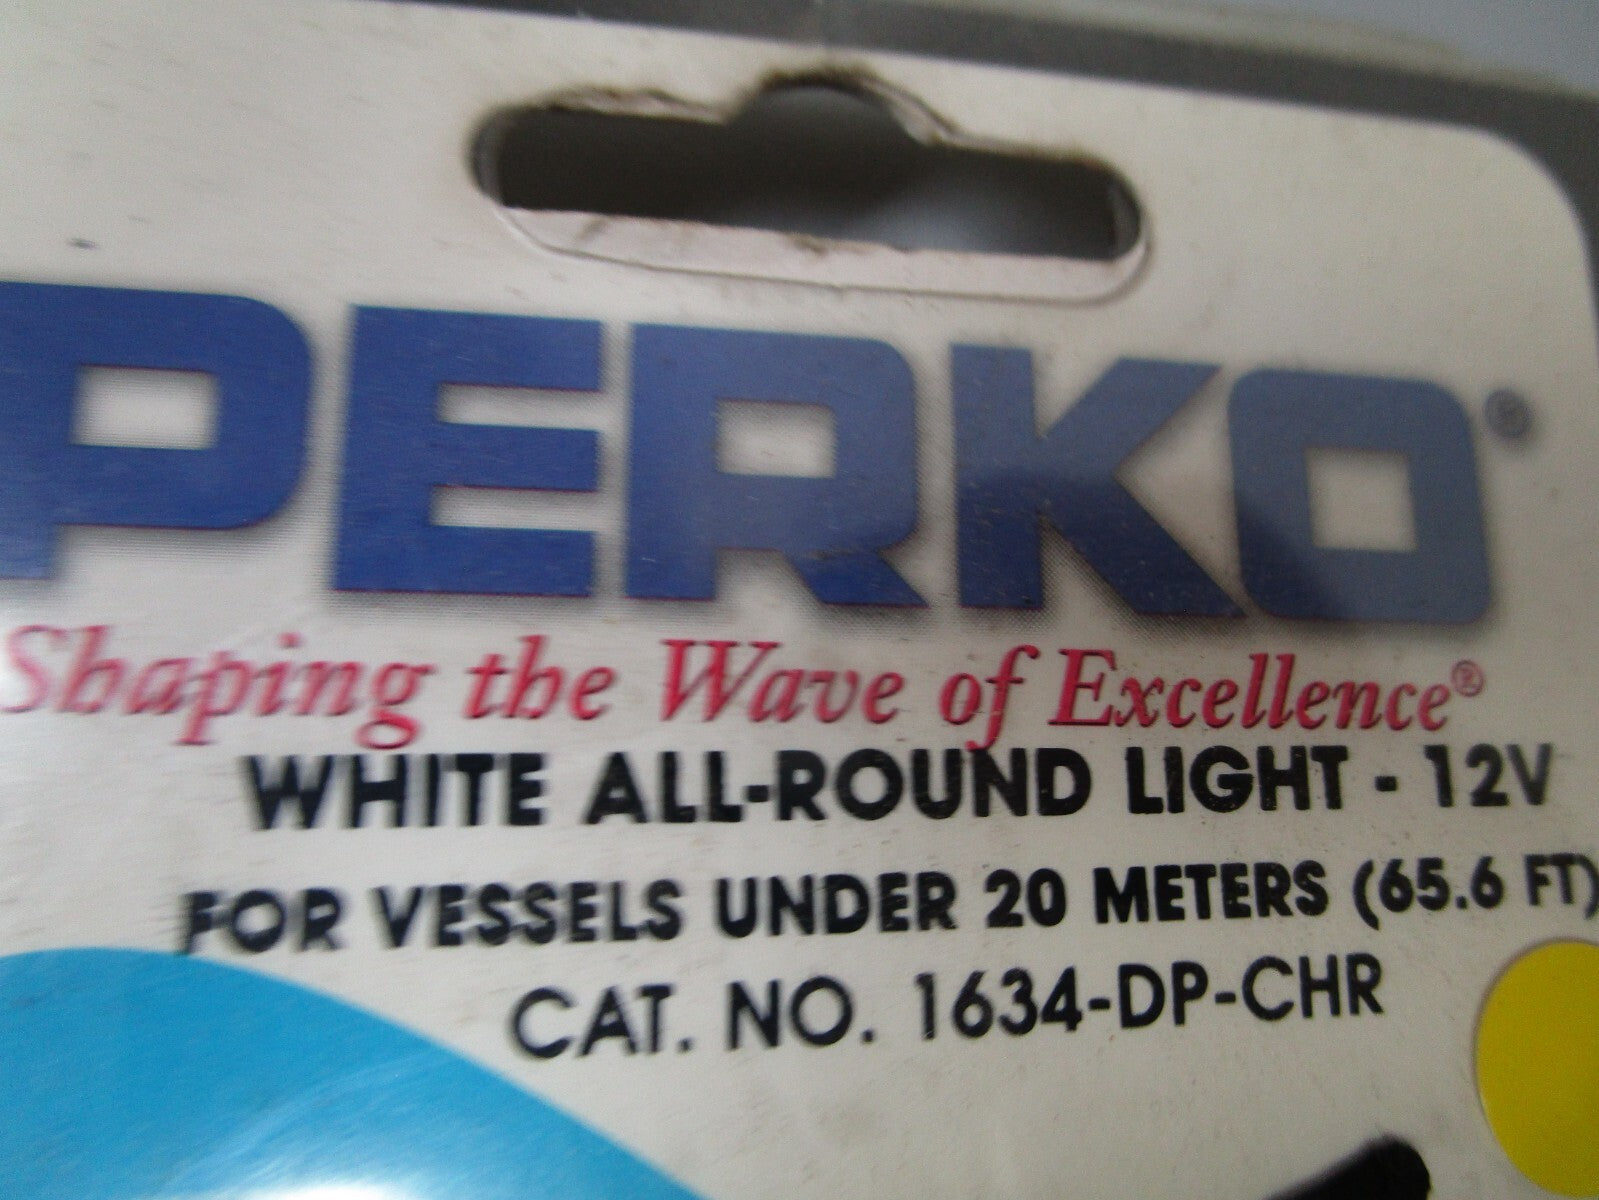 PERKO®
Shaping the Wave of Excellence®
WHITE ALL-ROUND LIGHT - 12V
FOR VESSELS UNDER 20 METERS (65.6 FT)
CAT. NO. 1634-DP-CHR